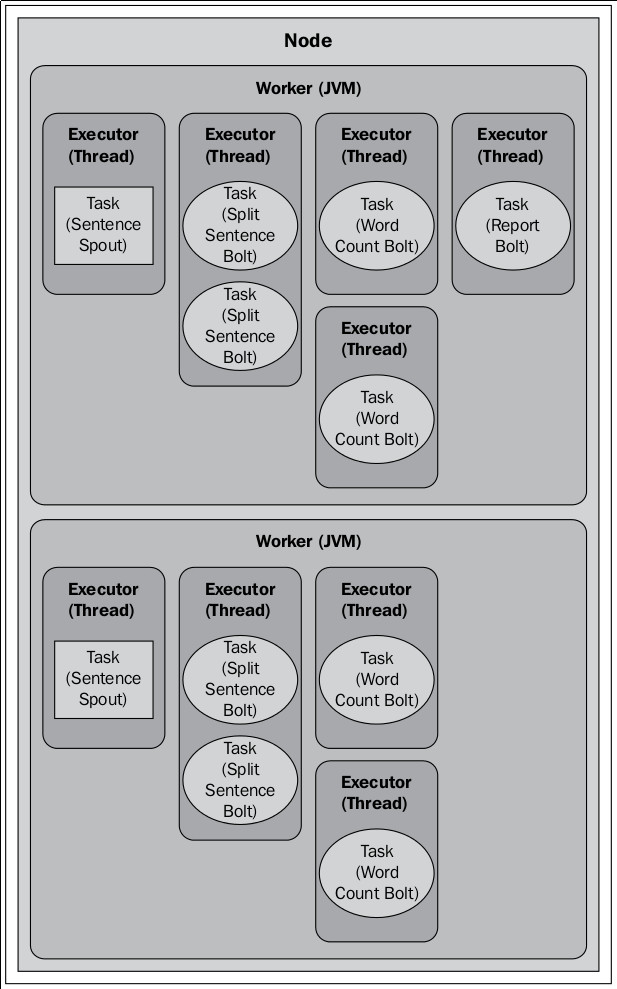 Node
Worker (JVM)
Executor
(Thread)
Task
(Sentence
Spout)
Executor
(Thread)
Task
(Split
Sentence
Bolt)
Task
(Split
Sentence
Bolt)
Executor
(Thread)
Task
(Word
Count Bolt)
Executor
(Thread)
Task
(Word
Count Bolt)
Executor
(Thread)
Task
(Report
Bolt)
Worker (JVM)
Executor
(Thread)
Task
(Sentence
Spout)
Executor
(Thread)
Task
(Split
Sentence
Bolt)
Task
(Split
Sentence
Bolt)
Executor
(Thread)
Task
(Word
Count Bolt)
Executor
(Thread)
Task
(Word
Count Bolt)